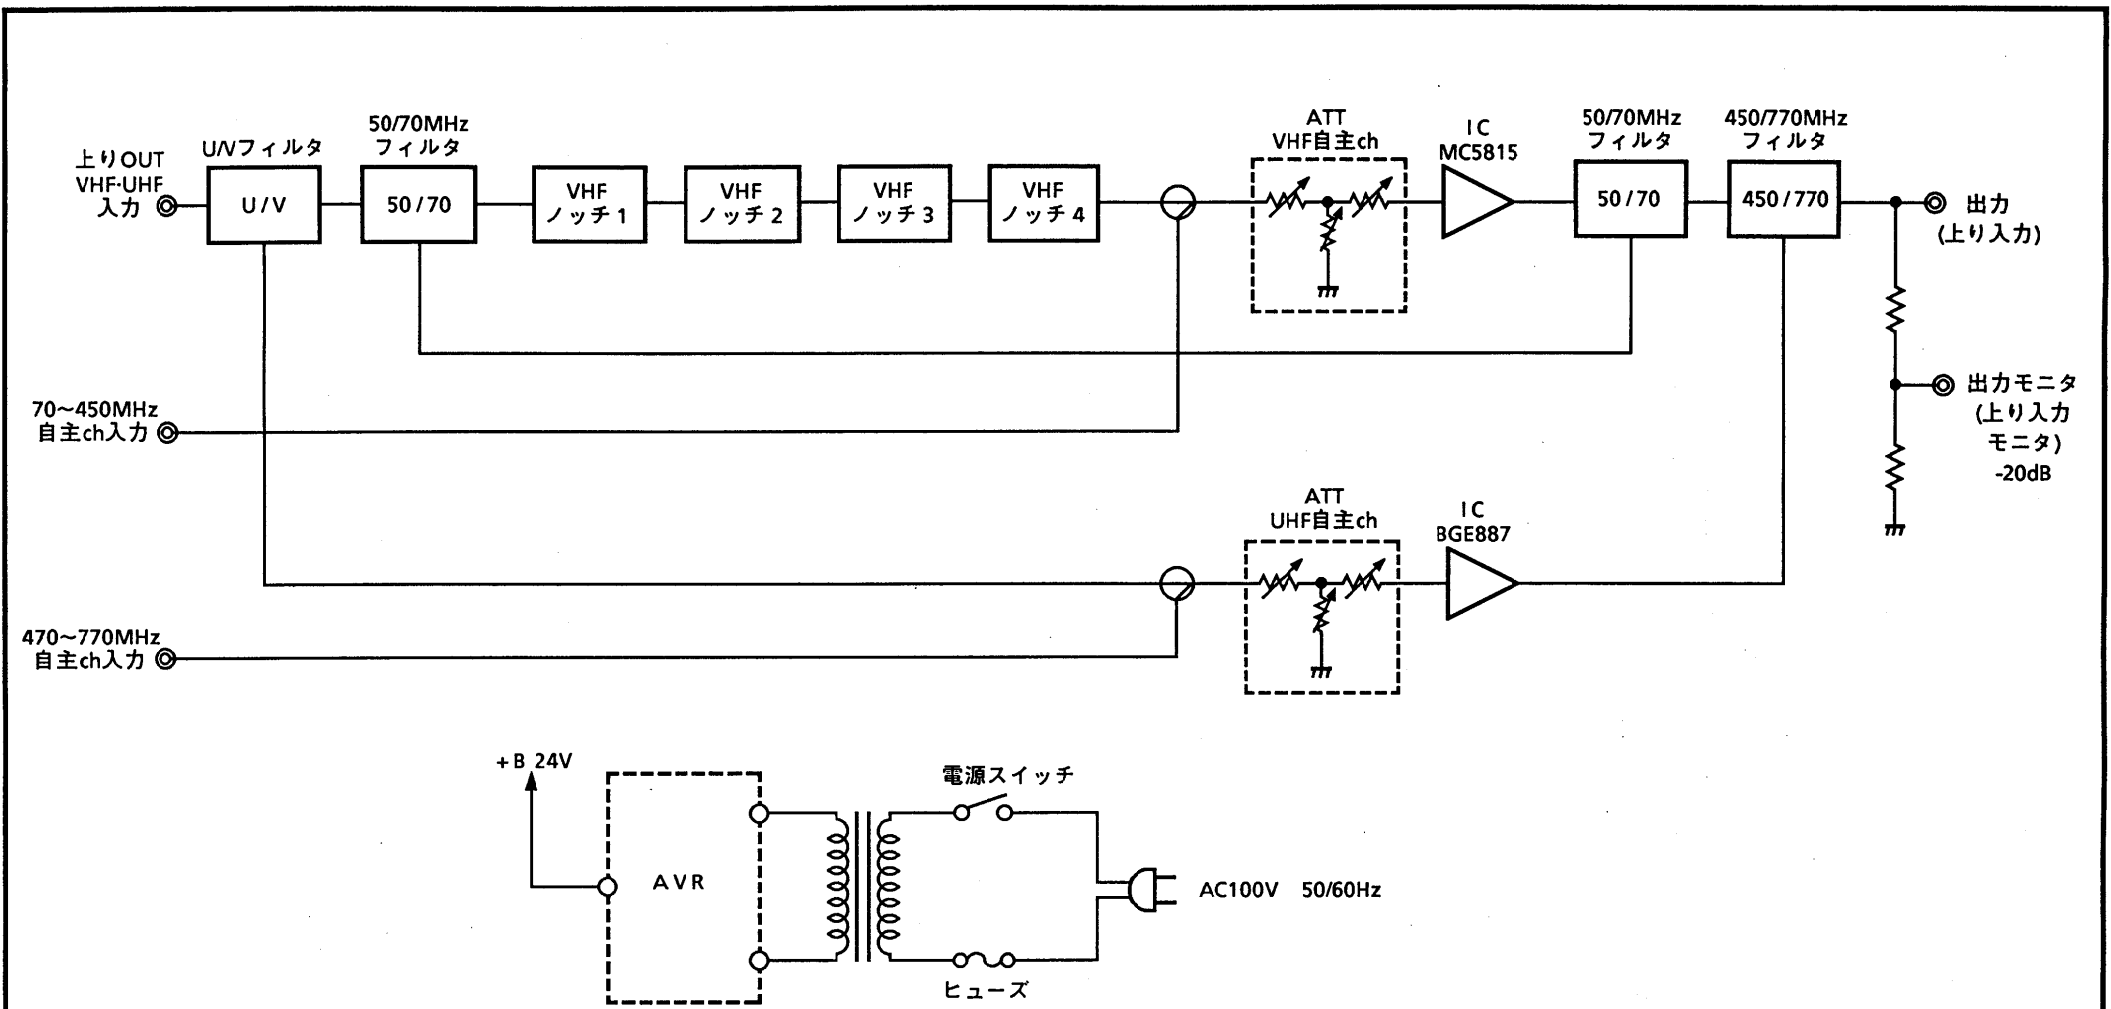 上りOUT
VHF·UHF
入力
U/Vフィルタ
U/V
50/70MHz
フィルタ
50/70
VHF
ノッチ1
VHF
ノッチ2
VHF
ノッチ3
VHF
ノッチ4
ATT
VHF自主ch
IC
MC5815
50/70MHz
フィルタ
50/70
450/770MHz
フィルタ
450/770
出力
(上り入力)
70~450MHz
自主ch入力
出力モニタ
(上り入力
モニタ)
-20dB
ATT
UHF自主ch
IC
BGE887
470~770MHz
自主ch入力
+B 24V
AVR
電源スイッチ
AC100V 50/60Hz
ヒューズ